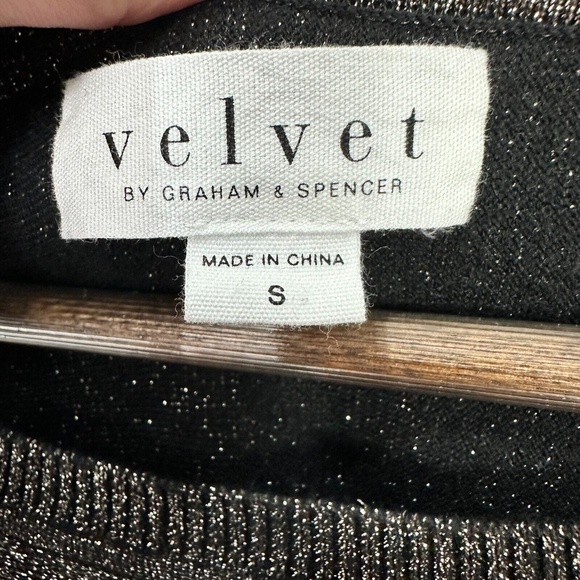 velvet
BY GRAHAM & SPENCER
MADE IN CHINA
S